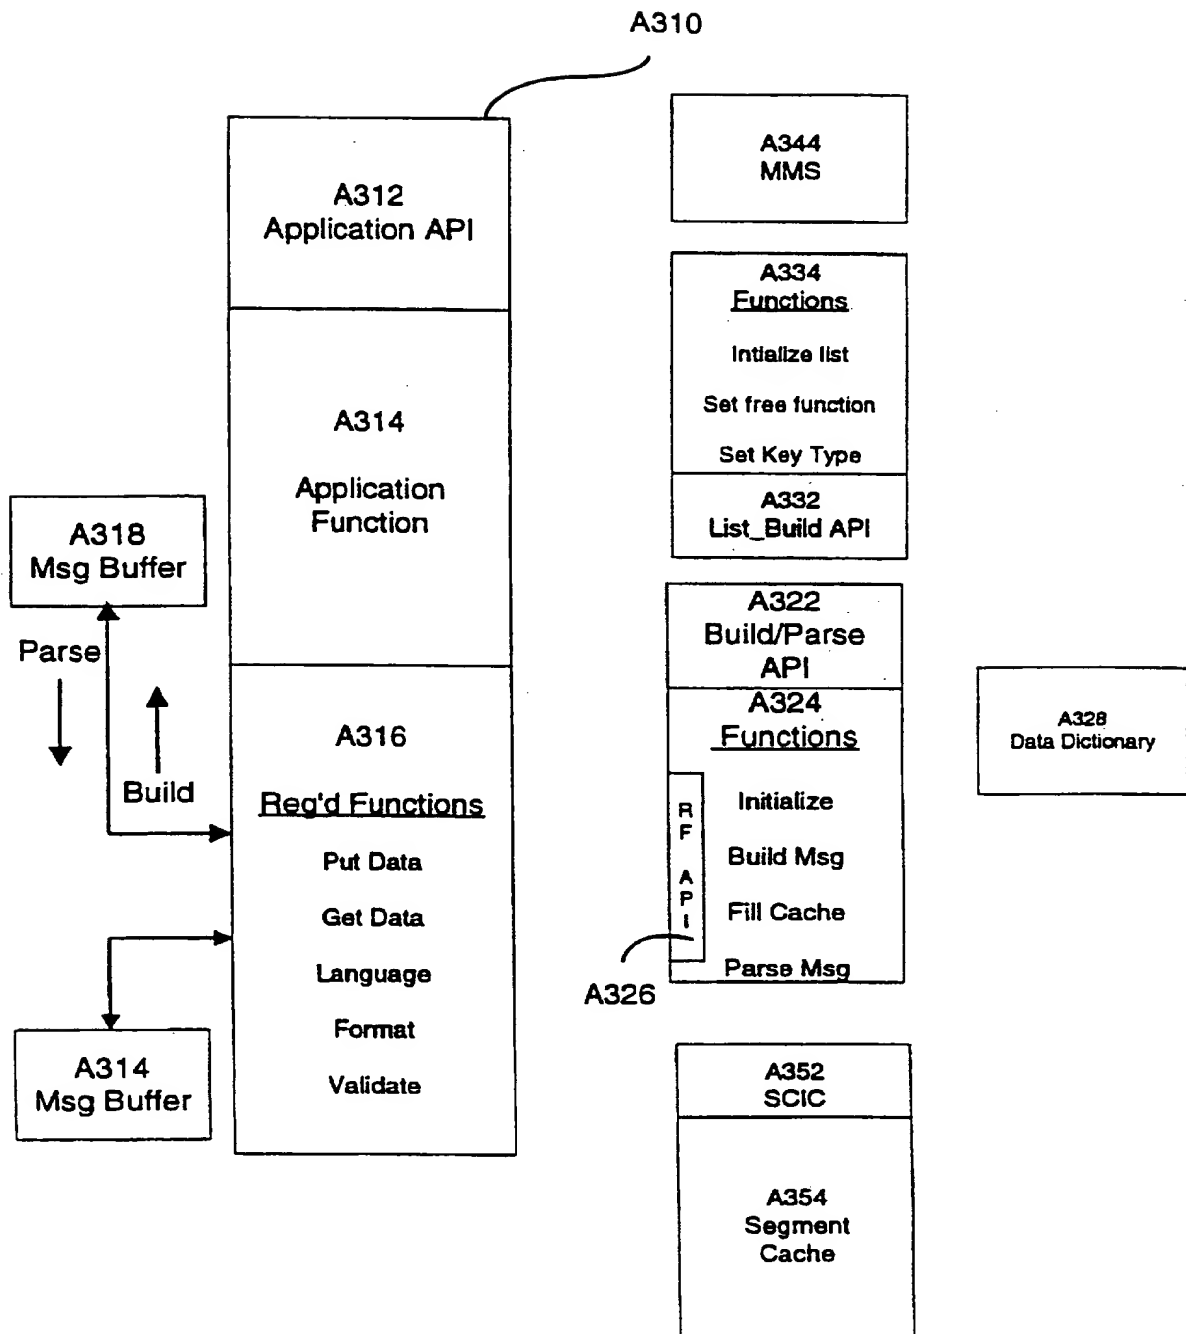 A310
A312
Application API
A314
Application
Function
A316
Reg'd Functions
Put Data
Get Data
Language
Format
Validate
A318
Msg Buffer
Parse
Build
A314
Msg Buffer
A344
MMS
A334
Functions
Intialize list
Set free function
Set Key Type
A332
List_Build API
A322
Build/Parse
API
A324
Functions
Initialize
Build Msg
Fill Cache
Parse Msg
RF API
A326
A328
Data Dictionary
A352
SCIC
A354
Segment
Cache